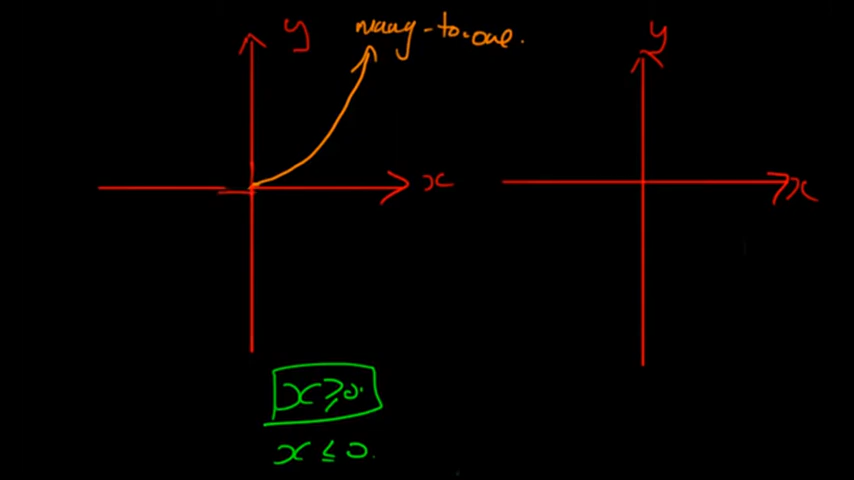 y
many-to-one.
y
x
x
x ⩾ 0.
x ≤ 0.